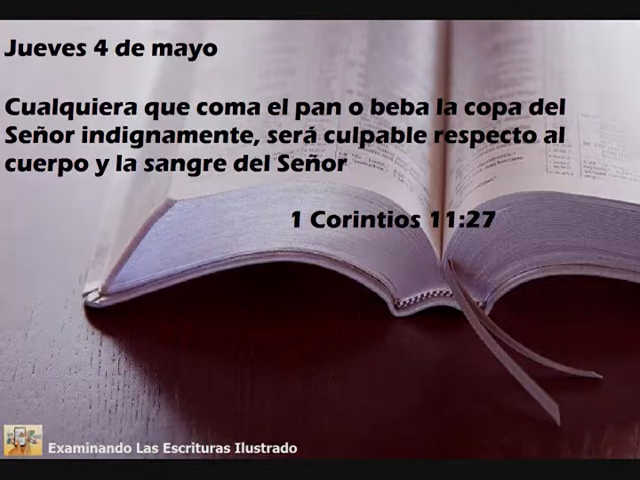 Jueves 4 de mayo
Cualquiera que coma el pan o beba la copa del
Señor indignamente, será culpable respecto al
cuerpo y la sangre del Señor
1 Corintios 11:27
Examinando Las Escrituras Ilustrado